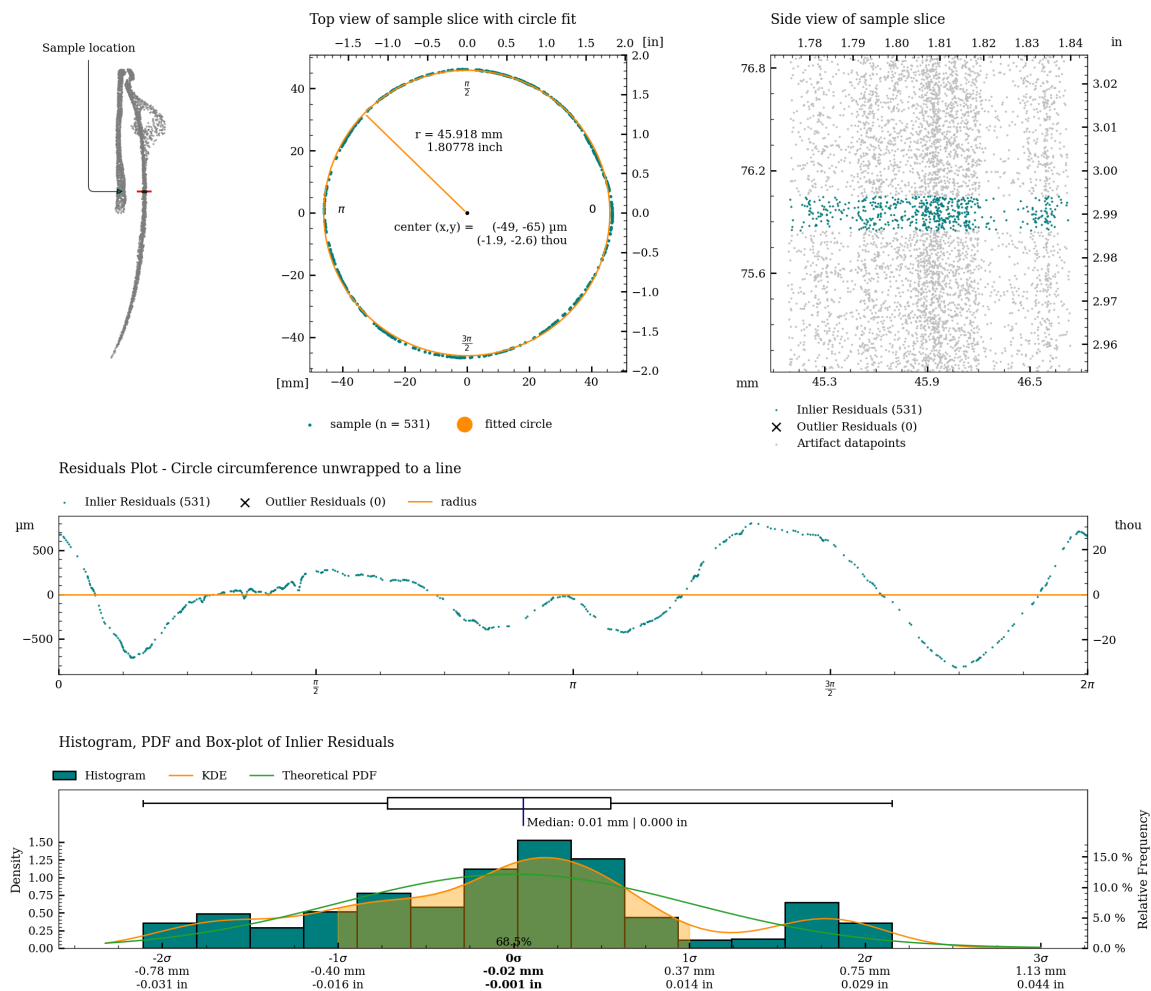 Sample location
Top view of sample slice with circle fit
−1.5 −1.0 −0.5 0.0 0.5 1.0 1.5 2.0 [in]
40
20
0
−20
−40
2.0
1.5
1.0
0.5
0.0
−0.5
−1.0
−1.5
−2.0
π/2
r = 45.918 mm
1.80778 inch
π
0
center (x,y) = (-49, -65) µm
(-1.9, -2.6) thou
3π/2
[mm] −40 −20 0 20 40
sample (n = 531) fitted circle
Side view of sample slice
1.78 1.79 1.80 1.81 1.82 1.83 1.84 in
76.8
76.2
75.6
3.02
3.01
3.00
2.99
2.98
2.97
2.96
mm 45.3 45.9 46.5
Inlier Residuals (531)
Outlier Residuals (0)
Artifact datapoints
Residuals Plot - Circle circumference unwrapped to a line
Inlier Residuals (531) Outlier Residuals (0) radius
µm
500
0
−500
thou
20
0
−20
0 π/2 π 3π/2 2π
Histogram, PDF and Box-plot of Inlier Residuals
Histogram KDE Theoretical PDF
Median: 0.01 mm | 0.000 in
Density
1.50
1.25
1.00
0.75
0.50
0.25
0.00
Relative Frequency
15.0 %
10.0 %
5.0 %
0.0 %
68.5%
-2σ -1σ 0σ 1σ 2σ 3σ
-0.78 mm -0.40 mm -0.02 mm 0.37 mm 0.75 mm 1.13 mm
-0.031 in -0.016 in -0.001 in 0.014 in 0.029 in 0.044 in